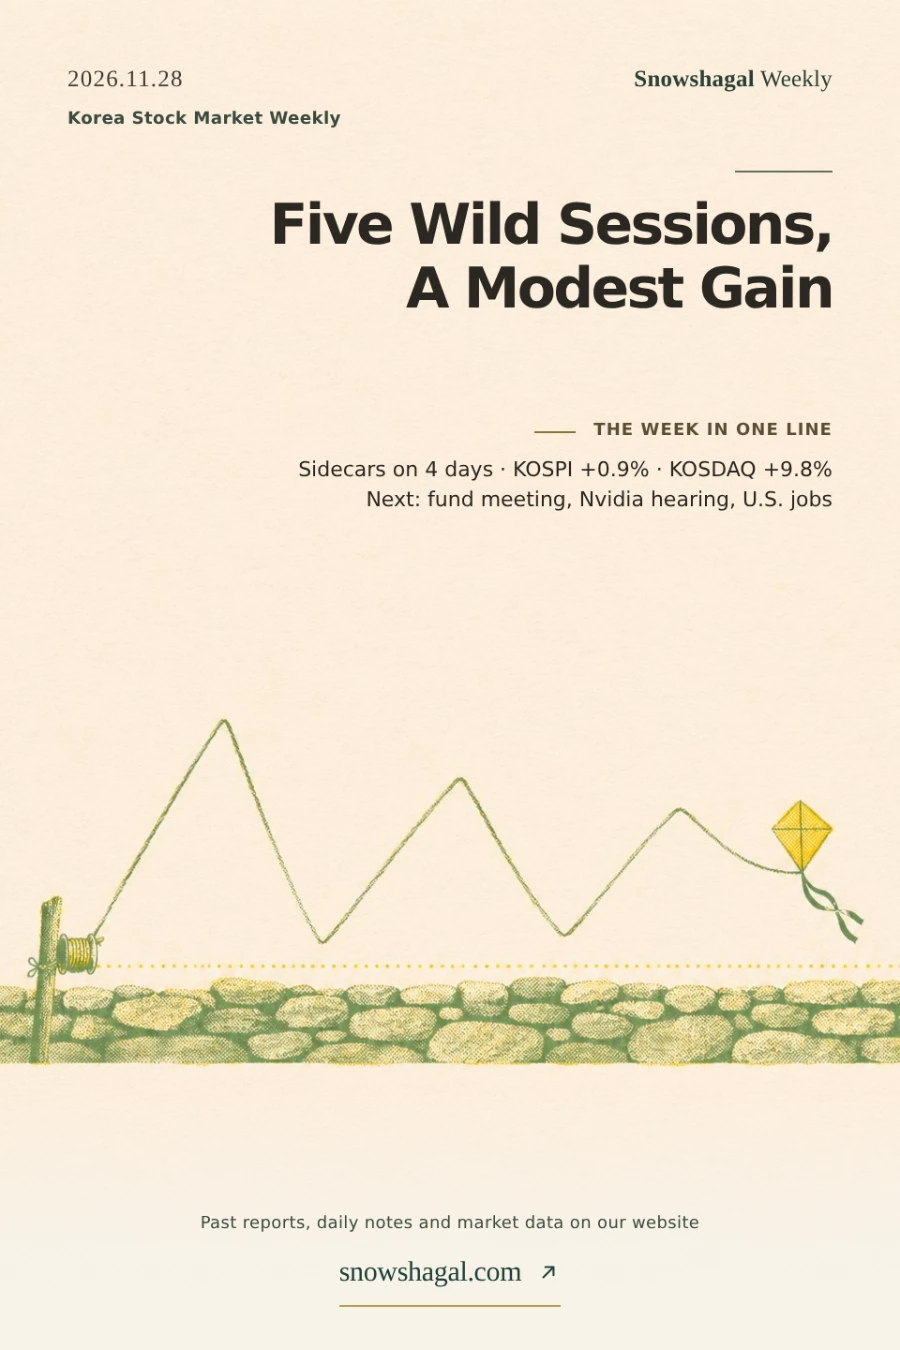 2026.11.28
Snowshagal Weekly
Korea Stock Market Weekly
Five Wild Sessions,
A Modest Gain
THE WEEK IN ONE LINE
Sidecars on 4 days · KOSPI +0.9% · KOSDAQ +9.8%
Next: fund meeting, Nvidia hearing, U.S. jobs
Past reports, daily notes and market data on our website
snowshagal.com ↗